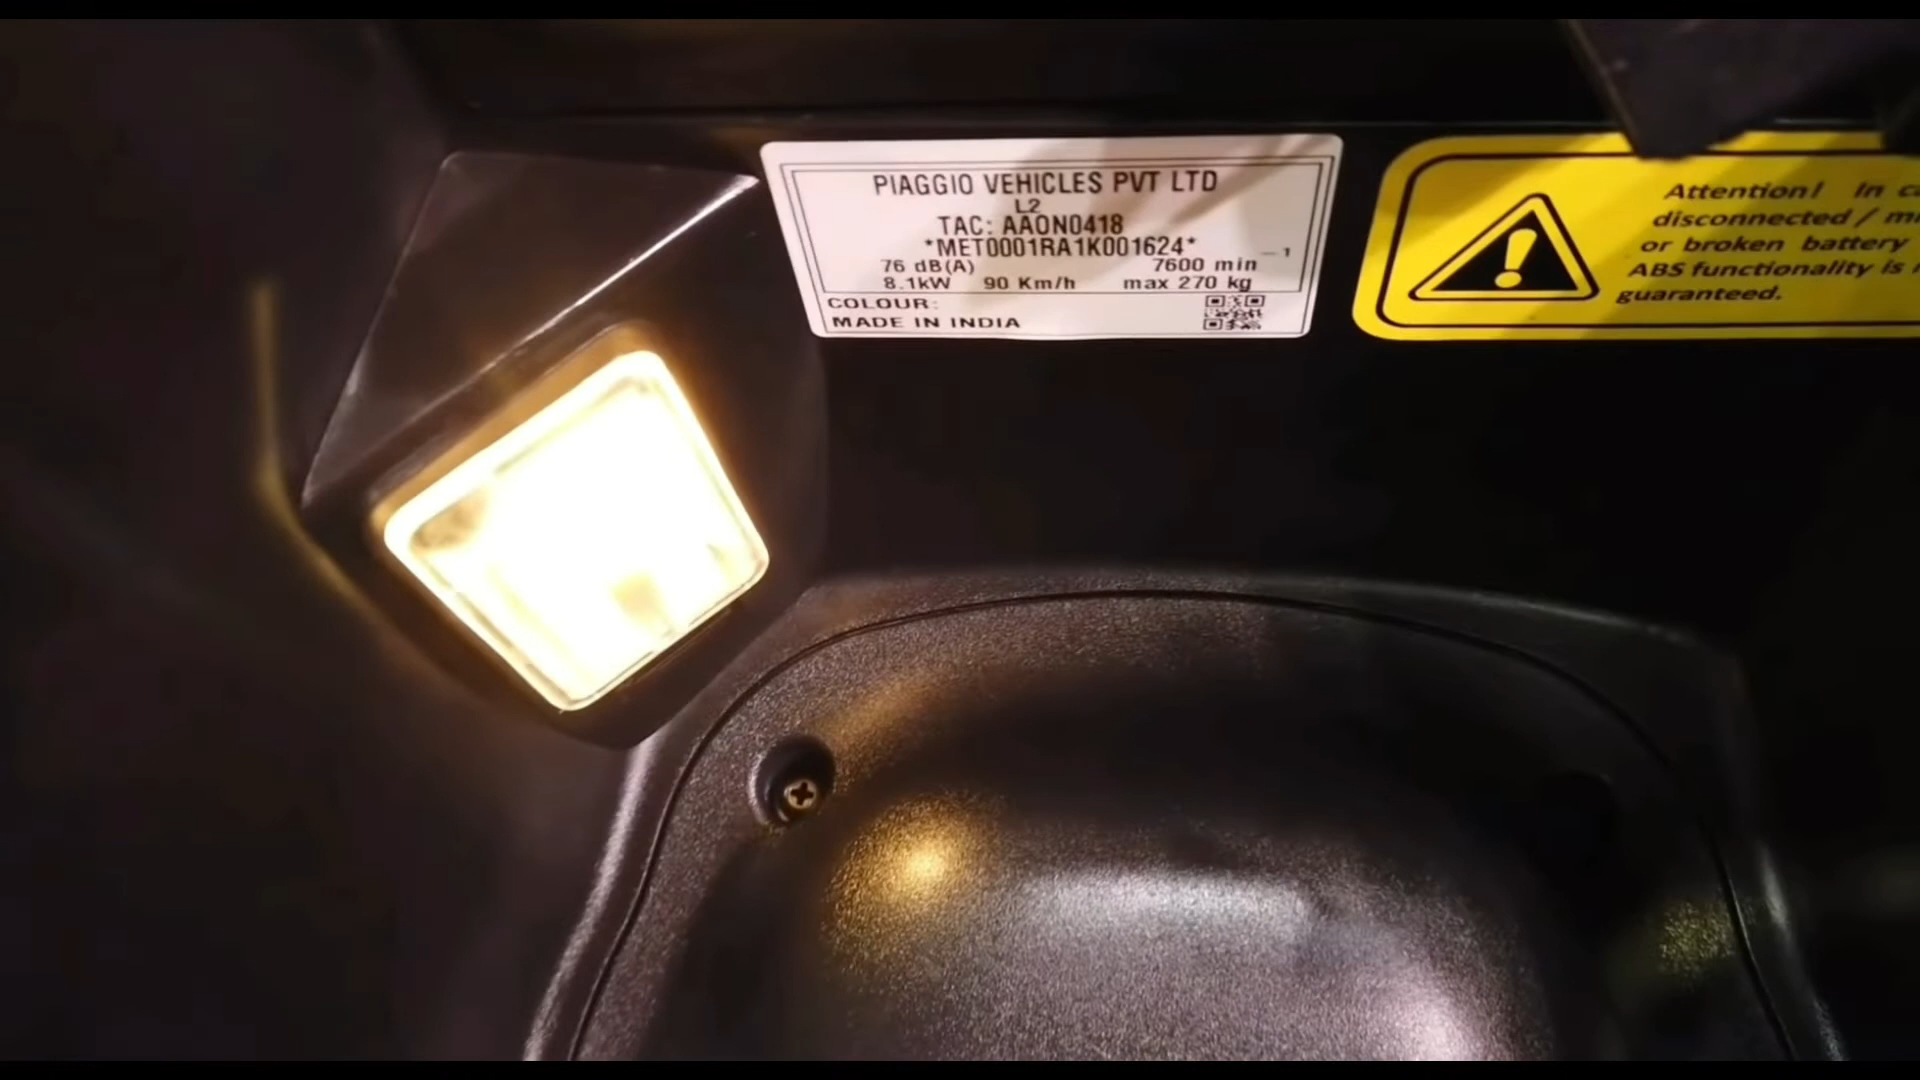 PIAGGIO VEHICLES PVT LTD
L2
TAC: AAON0418
*MET0001RA1K001624*
76 dB(A) 7600 min –1
8.1kW 90 Km/h max 270 kg
COLOUR:
MADE IN INDIA
Attention! In
disconnected /
or broken battery
ABS functionality is
guaranteed.